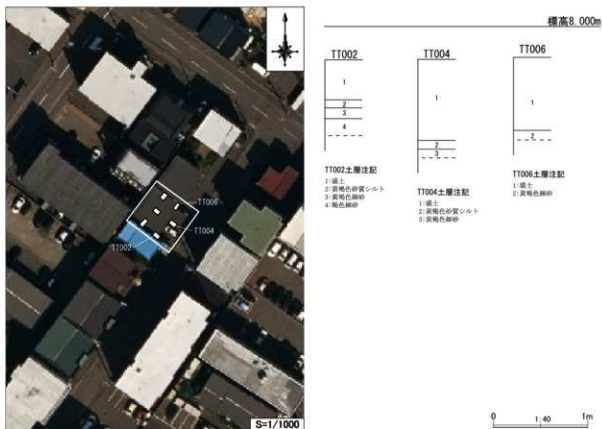 標高8.000m
TT002
1
2
3
4
TT002土層注記
1:盛土
2:黄褐色砂質シルト
3:黄褐色細砂
4:褐色細砂
TT004
1
2
3
TT004土層注記
1:盛土
2:黄褐色砂質シルト
3:黄褐色細砂
TT006
1
2
TT006土層注記
1:盛土
2:黄褐色細砂
TT006
TT004
TT002
S=1/1000
0
1:40
1m